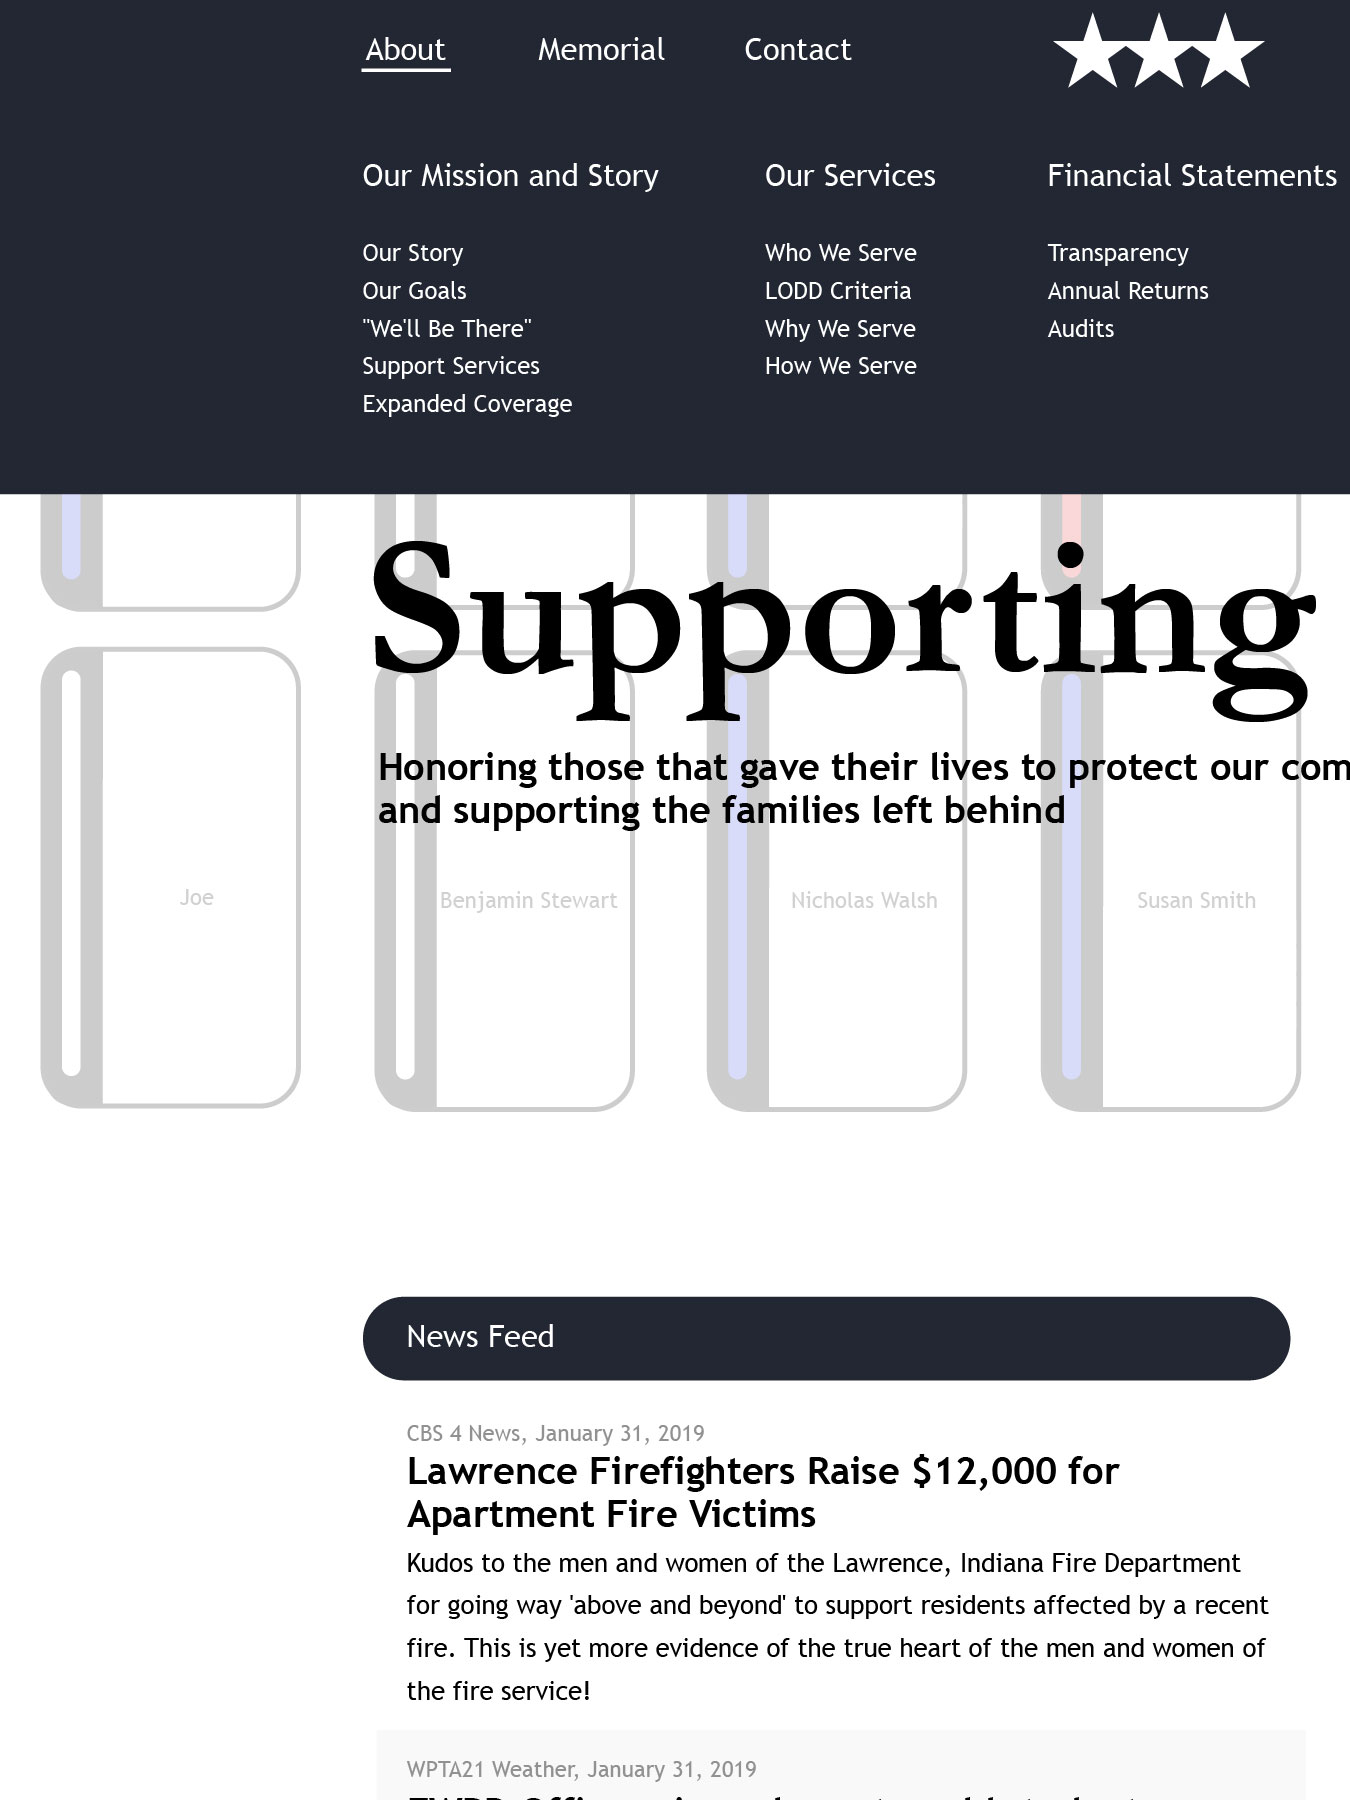 About Memorial Contact
Our Mission and Story
Our Story
Our Goals
"We'll Be There"
Support Services
Expanded Coverage
Our Services
Who We Serve
LODD Criteria
Why We Serve
How We Serve
Financial Statements
Transparency
Annual Returns
Audits
Supporting
Honoring those that gave their lives to protect our com
and supporting the families left behind
Joe
Benjamin Stewart
Nicholas Walsh
Susan Smith
News Feed
CBS 4 News, January 31, 2019
Lawrence Firefighters Raise $12,000 for
Apartment Fire Victims
Kudos to the men and women of the Lawrence, Indiana Fire Department
for going way 'above and beyond' to support residents affected by a recent
fire. This is yet more evidence of the true heart of the men and women of
the fire service!
WPTA21 Weather, January 31, 2019